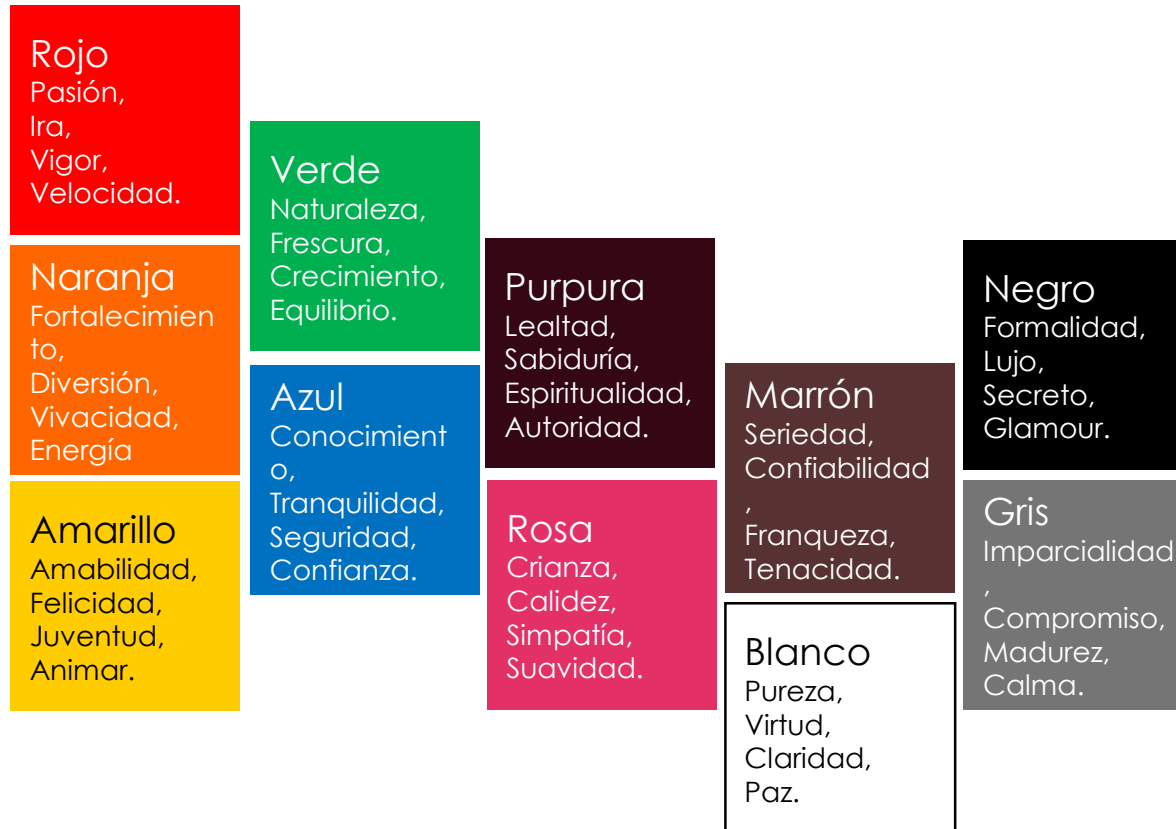 Rojo
Pasión,
Ira,
Vigor,
Velocidad.
Naranja
Fortalecimien
to,
Diversión,
Vivacidad,
Energía
Amarillo
Amabilidad,
Felicidad,
Juventud,
Animar.
Verde
Naturaleza,
Frescura,
Crecimiento,
Equilibrio.
Azul
Conocimient
o,
Tranquilidad,
Seguridad,
Confianza.
Purpura
Lealtad,
Sabiduría,
Espiritualidad,
Autoridad.
Rosa
Crianza,
Calidez,
Simpatía,
Suavidad.
Marrón
Seriedad,
Confiabilidad
,
Franqueza,
Tenacidad.
Blanco
Pureza,
Virtud,
Claridad,
Paz.
Negro
Formalidad,
Lujo,
Secreto,
Glamour.
Gris
Imparcialidad
,
Compromiso,
Madurez,
Calma.